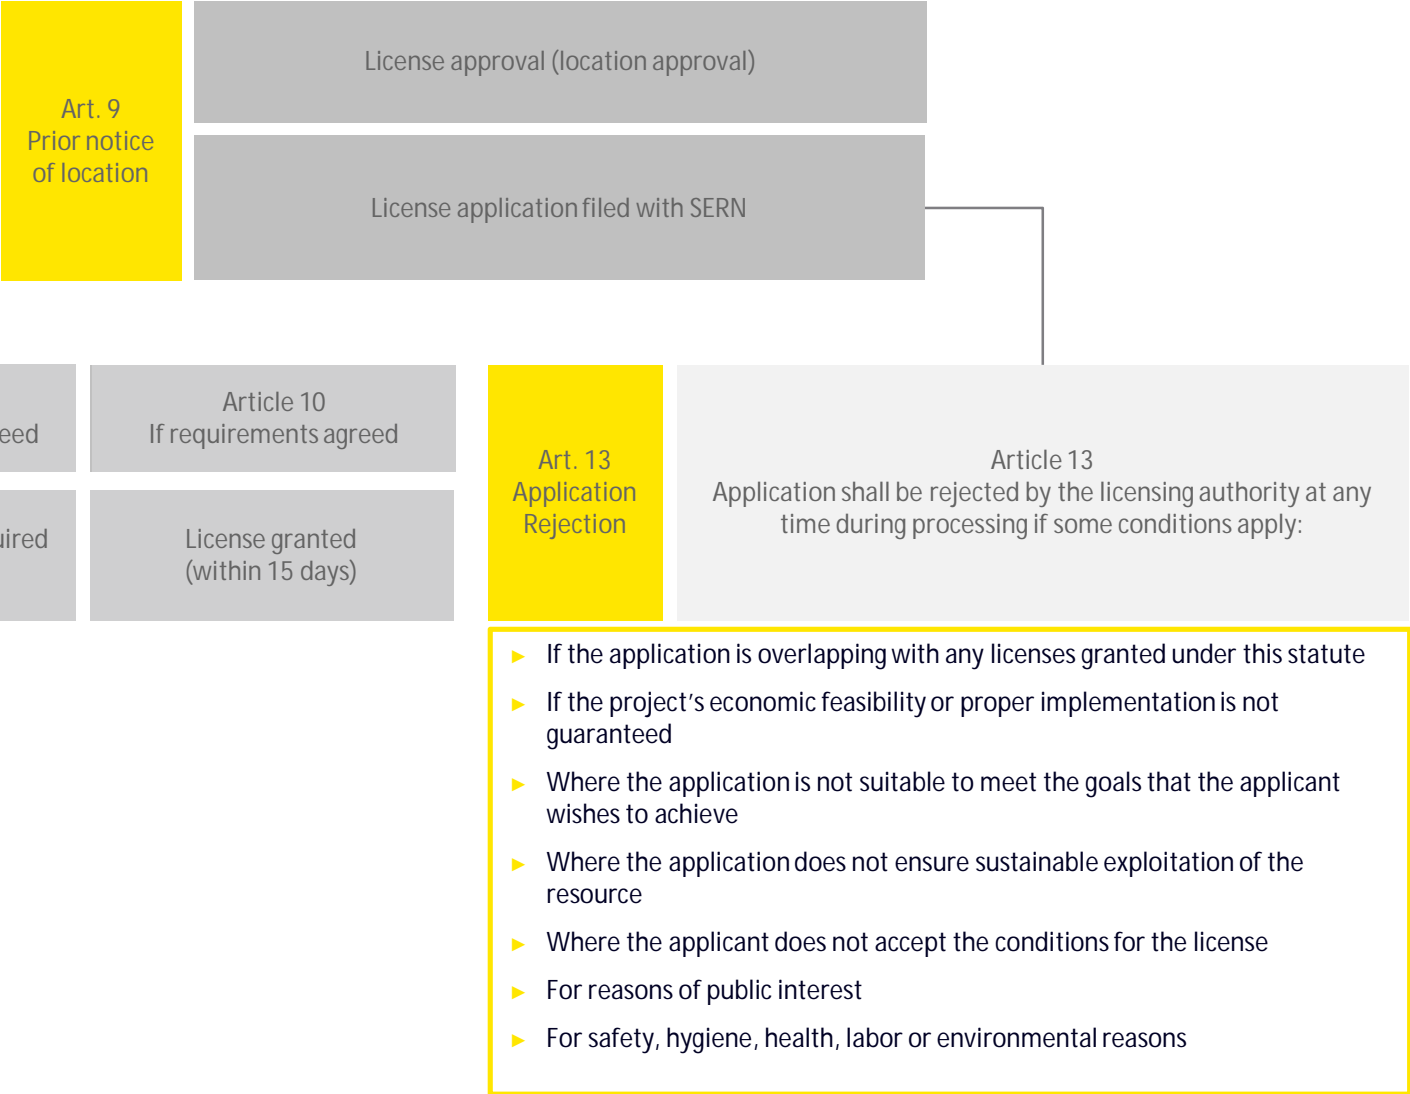 Art. 9
Prior notice
of location
License approval (location approval)
License application filed with SERN
Article 10
If requirements agreed
License granted
(within 15 days)
Art. 13
Application
Rejection
Article 13
Application shall be rejected by the licensing authority at any
time during processing if some conditions apply:
► If the application is overlapping with any licenses granted under this statute
► If the project's economic feasibility or proper implementation is not
guaranteed
► Where the application is not suitable to meet the goals that the applicant
wishes to achieve
► Where the application does not ensure sustainable exploitation of the
resource
► Where the applicant does not accept the conditions for the license
► For reasons of public interest
► For safety, hygiene, health, labor or environmental reasons